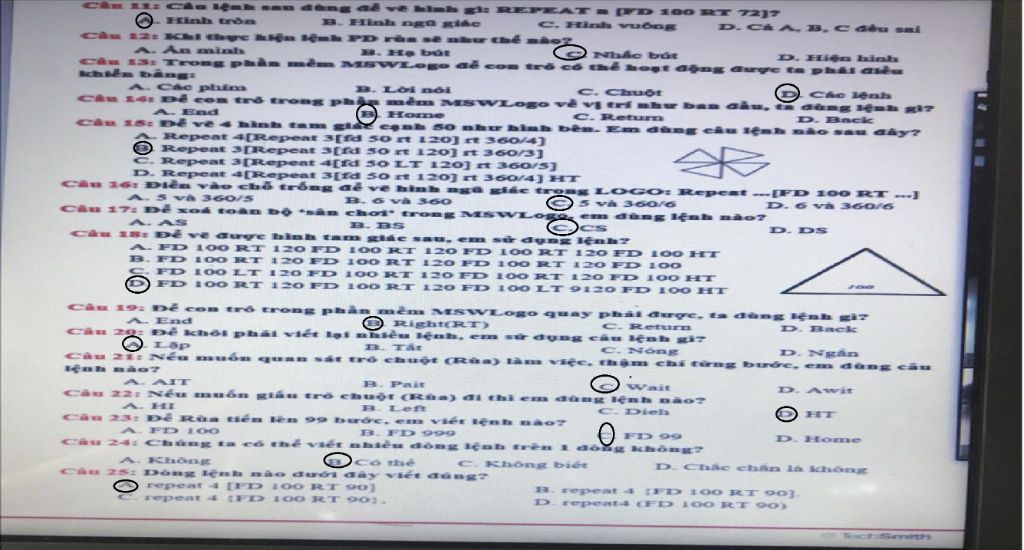 Câu 11: Câu lệnh sau dùng để vẽ hình gì: REPEAT n [FD 100 RT 72]?
A. Hình tròn B. Hình ngũ giác C. Hình vuông D. Cả A, B, C đều sai
Câu 12: Khi thực hiện lệnh PD rùa sẽ như thế nào?
A. Ẩn mình B. Hạ bút C. Nhấc bút D. Hiện hình
Câu 13: Trong phần mềm MSWLogo để con trỏ có thể hoạt động được ta phải điều
khiển bằng:
A. Các phím B. Lời nói C. Chuột D. Các lệnh
Câu 14: Để con trỏ trong phần mềm MSWLogo về vị trí như ban đầu, ta dùng lệnh gì?
A. End B. Home C. Return D. Back
Câu 15: Để vẽ 4 hình tam giác cạnh 50 như hình bên. Em dùng câu lệnh nào sau đây?
A. Repeat 4[Repeat 3[fd 50 rt 120] rt 360/4]
B. Repeat 3[Repeat 3[fd 50 rt 120] rt 360/3]
C. Repeat 3[Repeat 4[fd 50 LT 120] rt 360/5]
D. Repeat 4[Repeat 3[fd 50 rt 120] rt 360/4] HT
Câu 16: Điền vào chỗ trống để vẽ hình ngũ giác trong LOGO: Repeat ...[FD 100 RT ...]
A. 5 và 360/5 B. 6 và 360 C. 5 và 360/6 D. 6 và 360/6
Câu 17: Để xoá toàn bộ "sân chơi" trong MSWLogo, em dùng lệnh nào?
A. AS B. BS C. CS D. DS
Câu 18: Để vẽ được hình tam giác sau, em sử dụng lệnh?
A. FD 100 RT 120 FD 100 RT 120 FD 100 RT 120 FD 100 HT
B. FD 100 RT 120 FD 100 RT 120 FD 100 RT 120 FD 100
C. FD 100 LT 120 FD 100 RT 120 FD 100 RT 120 FD 100 HT
D. FD 100 RT 120 FD 100 RT 120 FD 100 LT 9120 FD 100 HT
100
Câu 19: Để con trỏ trong phần mềm MSWLogo quay phải được, ta dùng lệnh gì?
A. End B. Right(RT) C. Return D. Back
Câu 20: Để khỏi phải viết lại nhiều lệnh, em sử dụng câu lệnh gì?
A. Lặp B. Tắt C. Nóng D. Ngắn
Câu 21: Nếu muốn quan sát trỏ chuột (Rùa) làm việc, thậm chí từng bước, em dùng câu
lệnh nào?
A. AIT B. Pait C. Wait D. Awit
Câu 22: Nếu muốn giấu trỏ chuột (Rùa) đi thì em dùng lệnh nào?
A. HI B. Left C. Dich D. HT
Câu 23: Để Rùa tiến lên 99 bước, em viết lệnh nào?
A. FD 100 B. FD 999 C. FD 99 D. Home
Câu 24: Chúng ta có thể viết nhiều dòng lệnh trên 1 dòng không?
A. Không B. Có thể C. Không biết D. Chắc chắn là không
Câu 25: Dòng lệnh nào dưới đây viết đúng?
A. repeat 4 [FD 100 RT 90] B. repeat 4 {FD 100 RT 90}.
C. repeat 4 {FD 100 RT 90}. D. repeat4 (FD 100 RT 90)
TechSmith